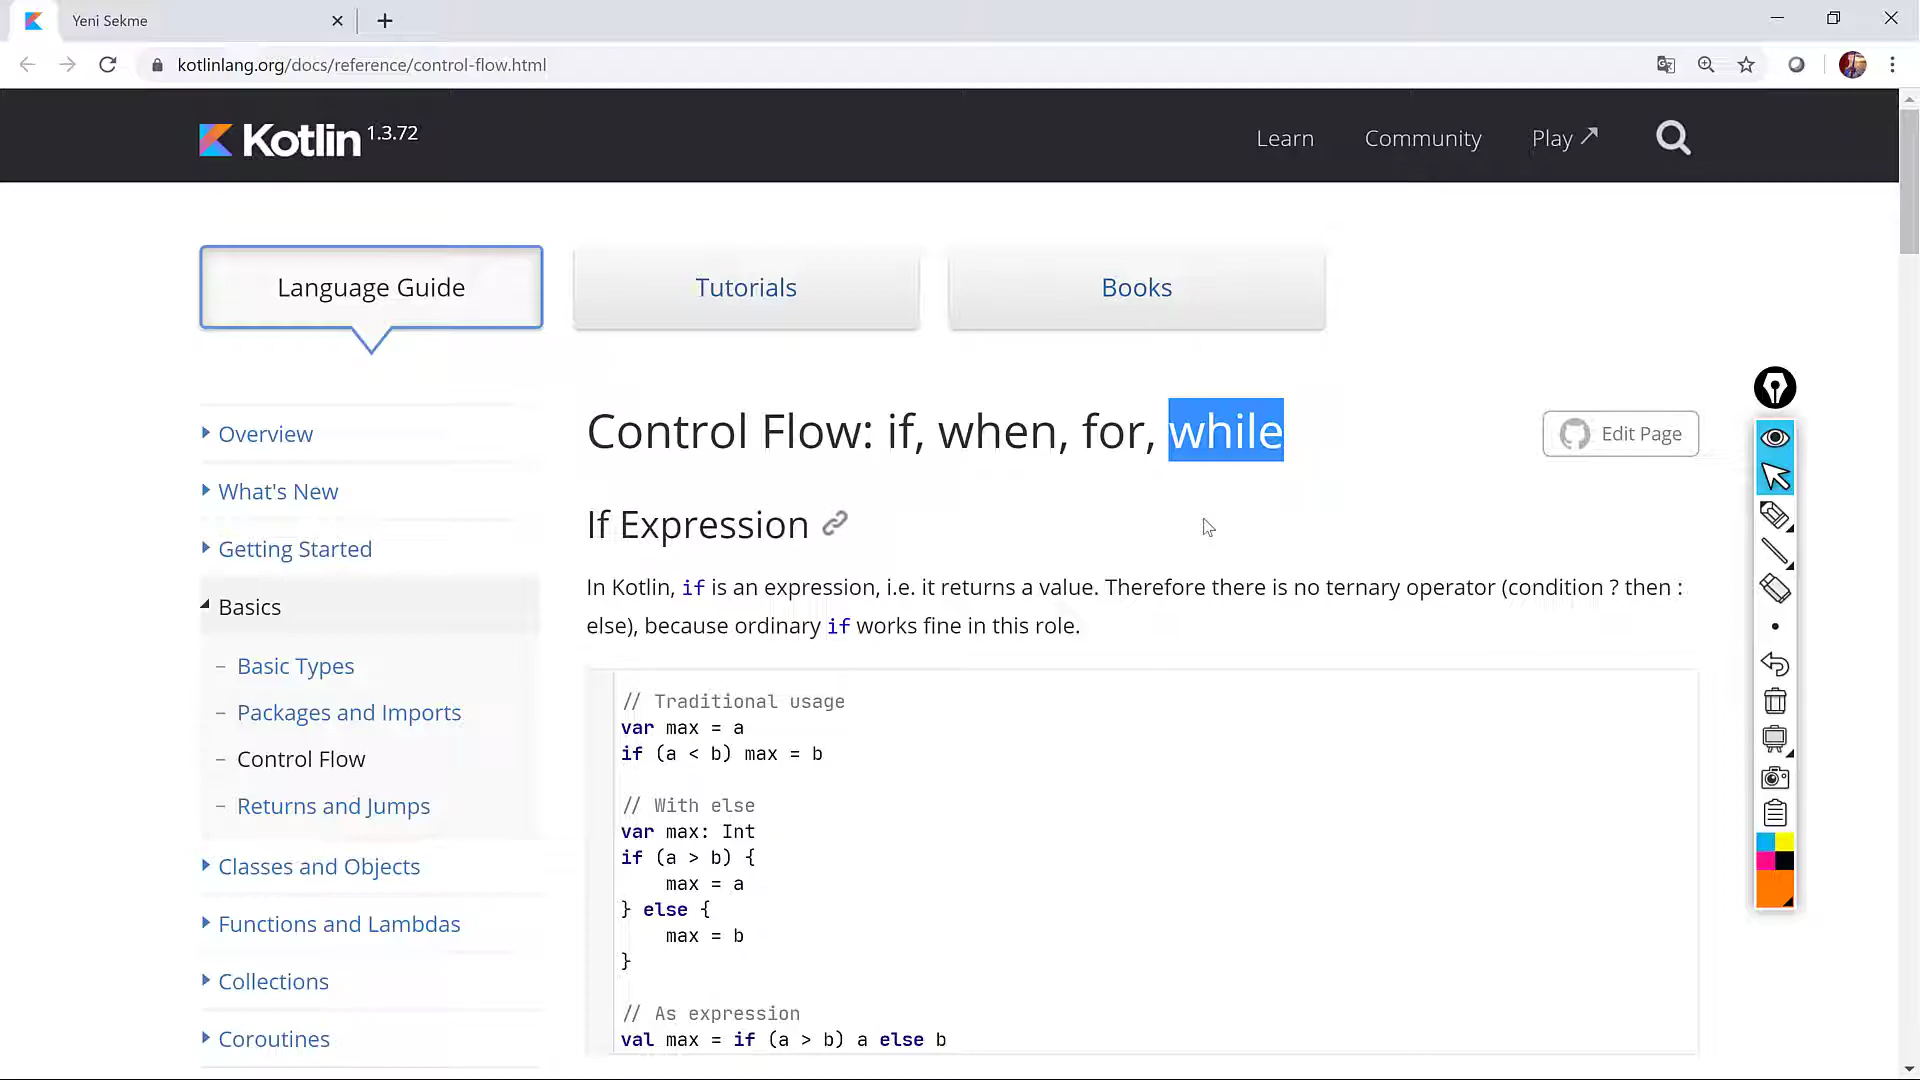 Yeni Sekme
kotlinlang.org/docs/reference/control-flow.html
Kotlin 1.3.72
Learn
Community
Play
Language Guide
Tutorials
Books
Overview
What's New
Getting Started
Basics
– Basic Types
– Packages and Imports
– Control Flow
– Returns and Jumps
Classes and Objects
Functions and Lambdas
Collections
Coroutines
Control Flow: if, when, for, while
Edit Page
If Expression
In Kotlin, if is an expression, i.e. it returns a value. Therefore there is no ternary operator (condition ? then :
else), because ordinary if works fine in this role.
// Traditional usage
var max = a
if (a < b) max = b
// With else
var max: Int
if (a > b) {
    max = a
} else {
    max = b
}
// As expression
val max = if (a > b) a else b